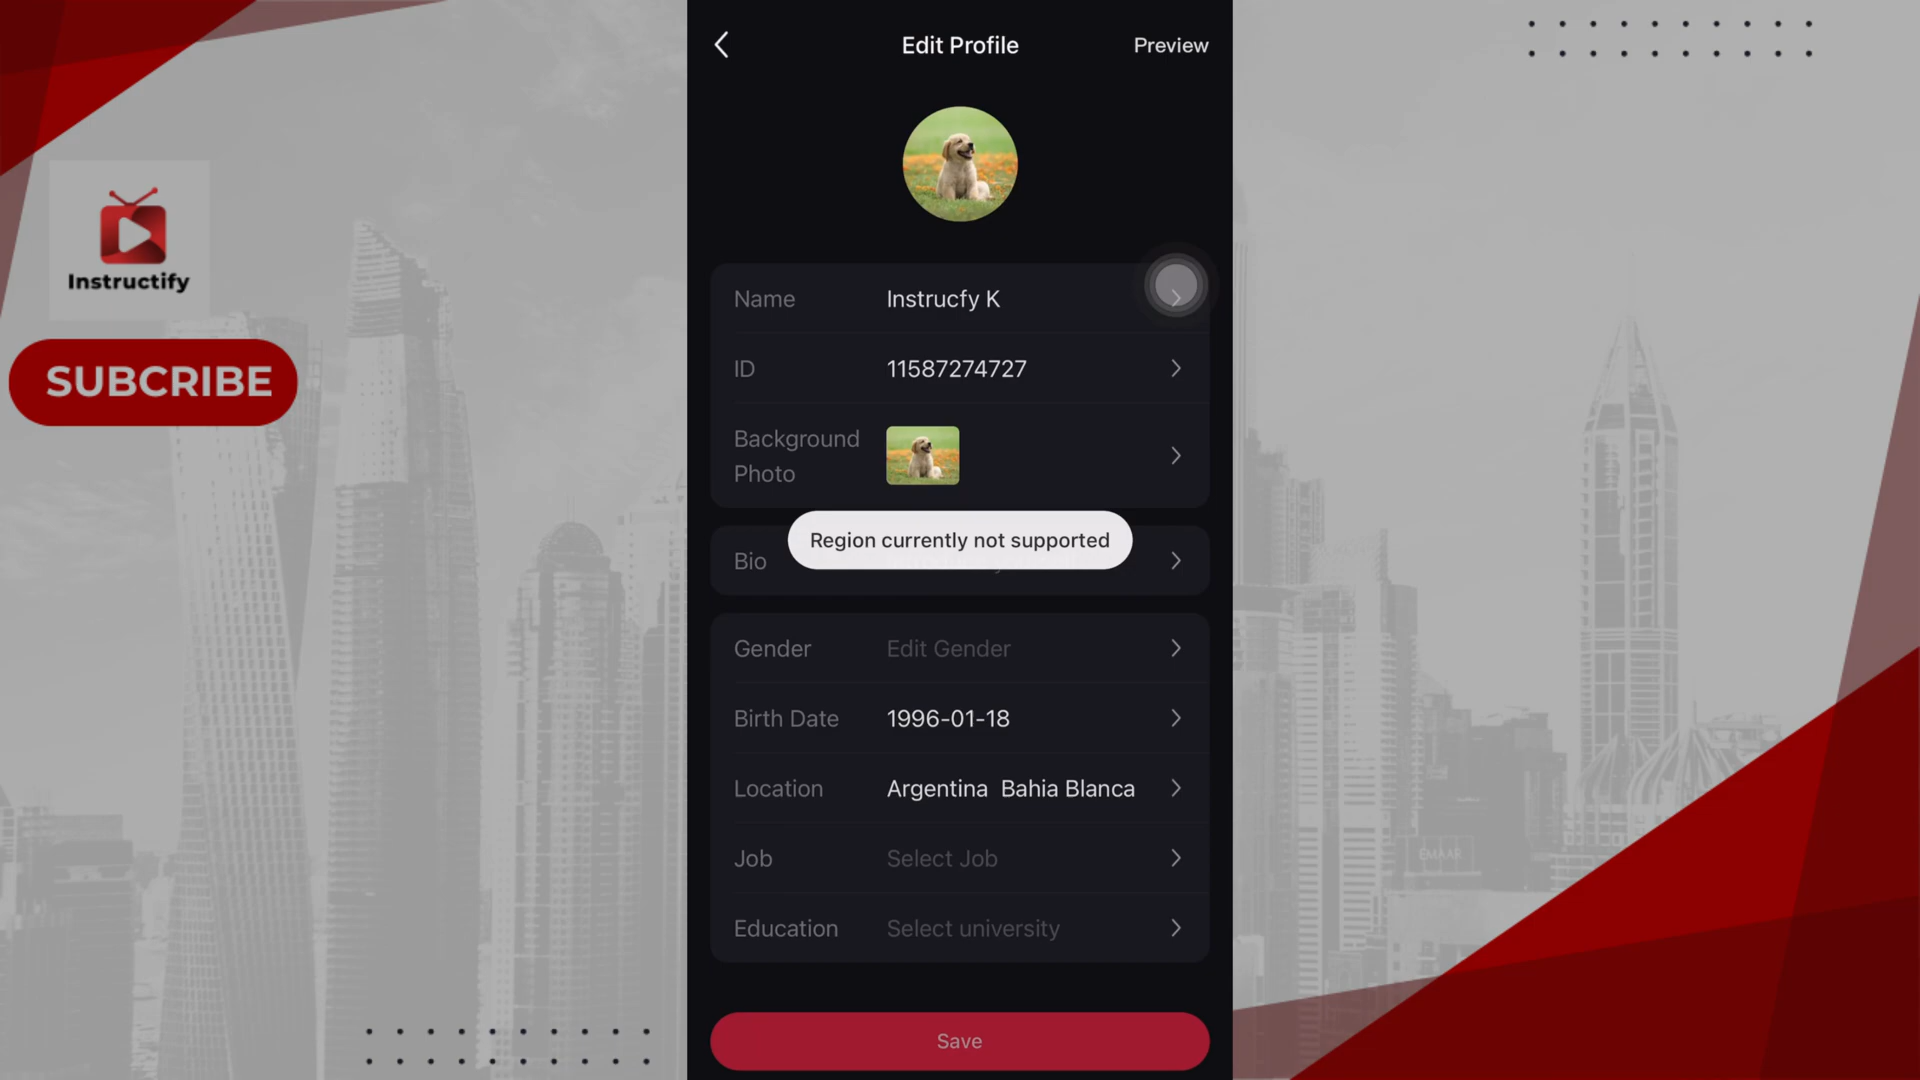 Edit Profile
Preview
Instructify
SUBCRIBE
Name
Instrucfy K
ID
11587274727
Background
Photo
Region currently not supported
Bio
Gender
Edit Gender
Birth Date
1996-01-18
Location
Argentina Bahia Blanca
Job
Select Job
Education
Select university
Save
EMAAR